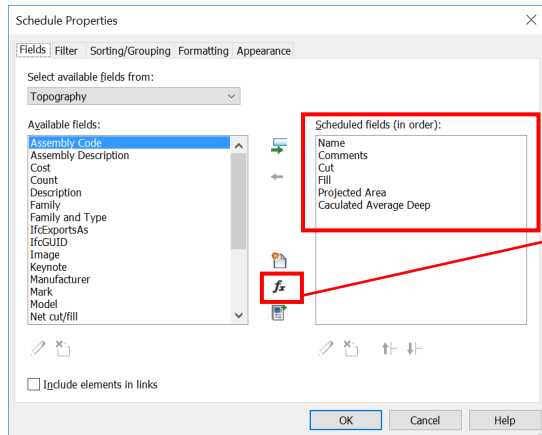 Schedule Properties
Fields Filter Sorting/Grouping Formatting Appearance
Select available fields from:
Topography
Available fields:
Assembly Code
Assembly Description
Cost
Count
Description
Family
Family and Type
IfcExportsAs
IfcGUID
Image
Keynote
Manufacturer
Mark
Model
Net cut/fill
fx
Scheduled fields (in order):
Name
Comments
Cut
Fill
Projected Area
Caculated Average Deep
Include elements in links
OK Cancel Help